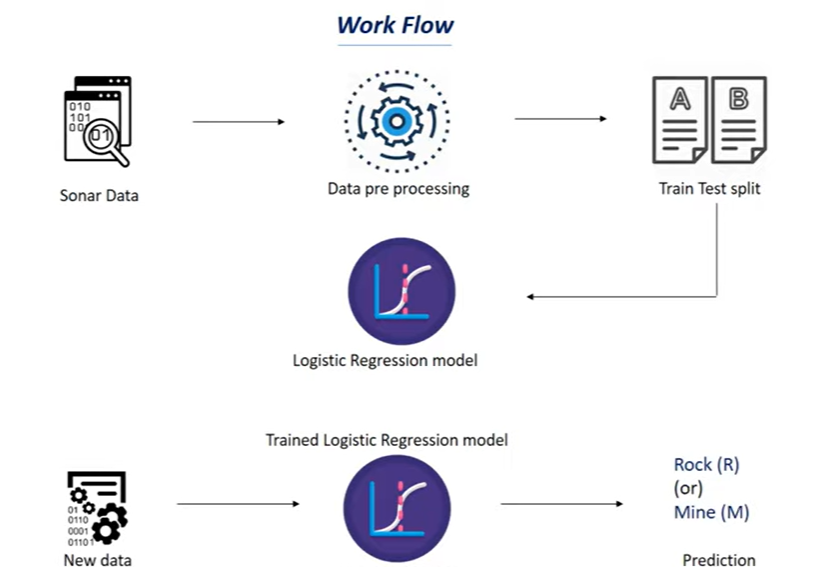 Work Flow
010
101
00
01
A
B
Sonar Data
Data pre processing
Train Test split
Logistic Regression model
Trained Logistic Regression model
Rock (R)
(or)
Mine (M)
01
0110
0001
01101
New data
Prediction